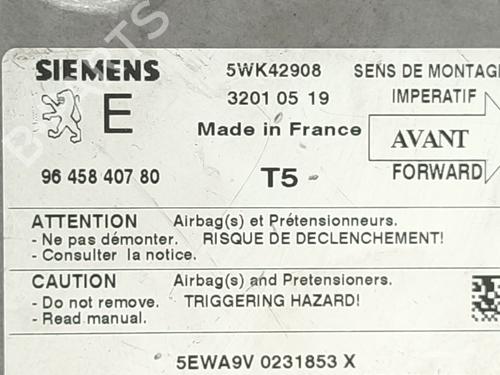 SIEMENS 5WK42908 SENS DE MONTAGE
E 3201 05 19 IMPERATIF
Made in France AVANT
96 458 407 80 T5 FORWARD
ATTENTION Airbag(s) et Prétensionneurs.
- Ne pas démonter. RISQUE DE DECLENCHEMENT!
- Consulter la notice.
CAUTION Airbag(s) and Pretensioners.
- Do not remove. TRIGGERING HAZARD!
- Read manual.
5EWA9V 0231853 X